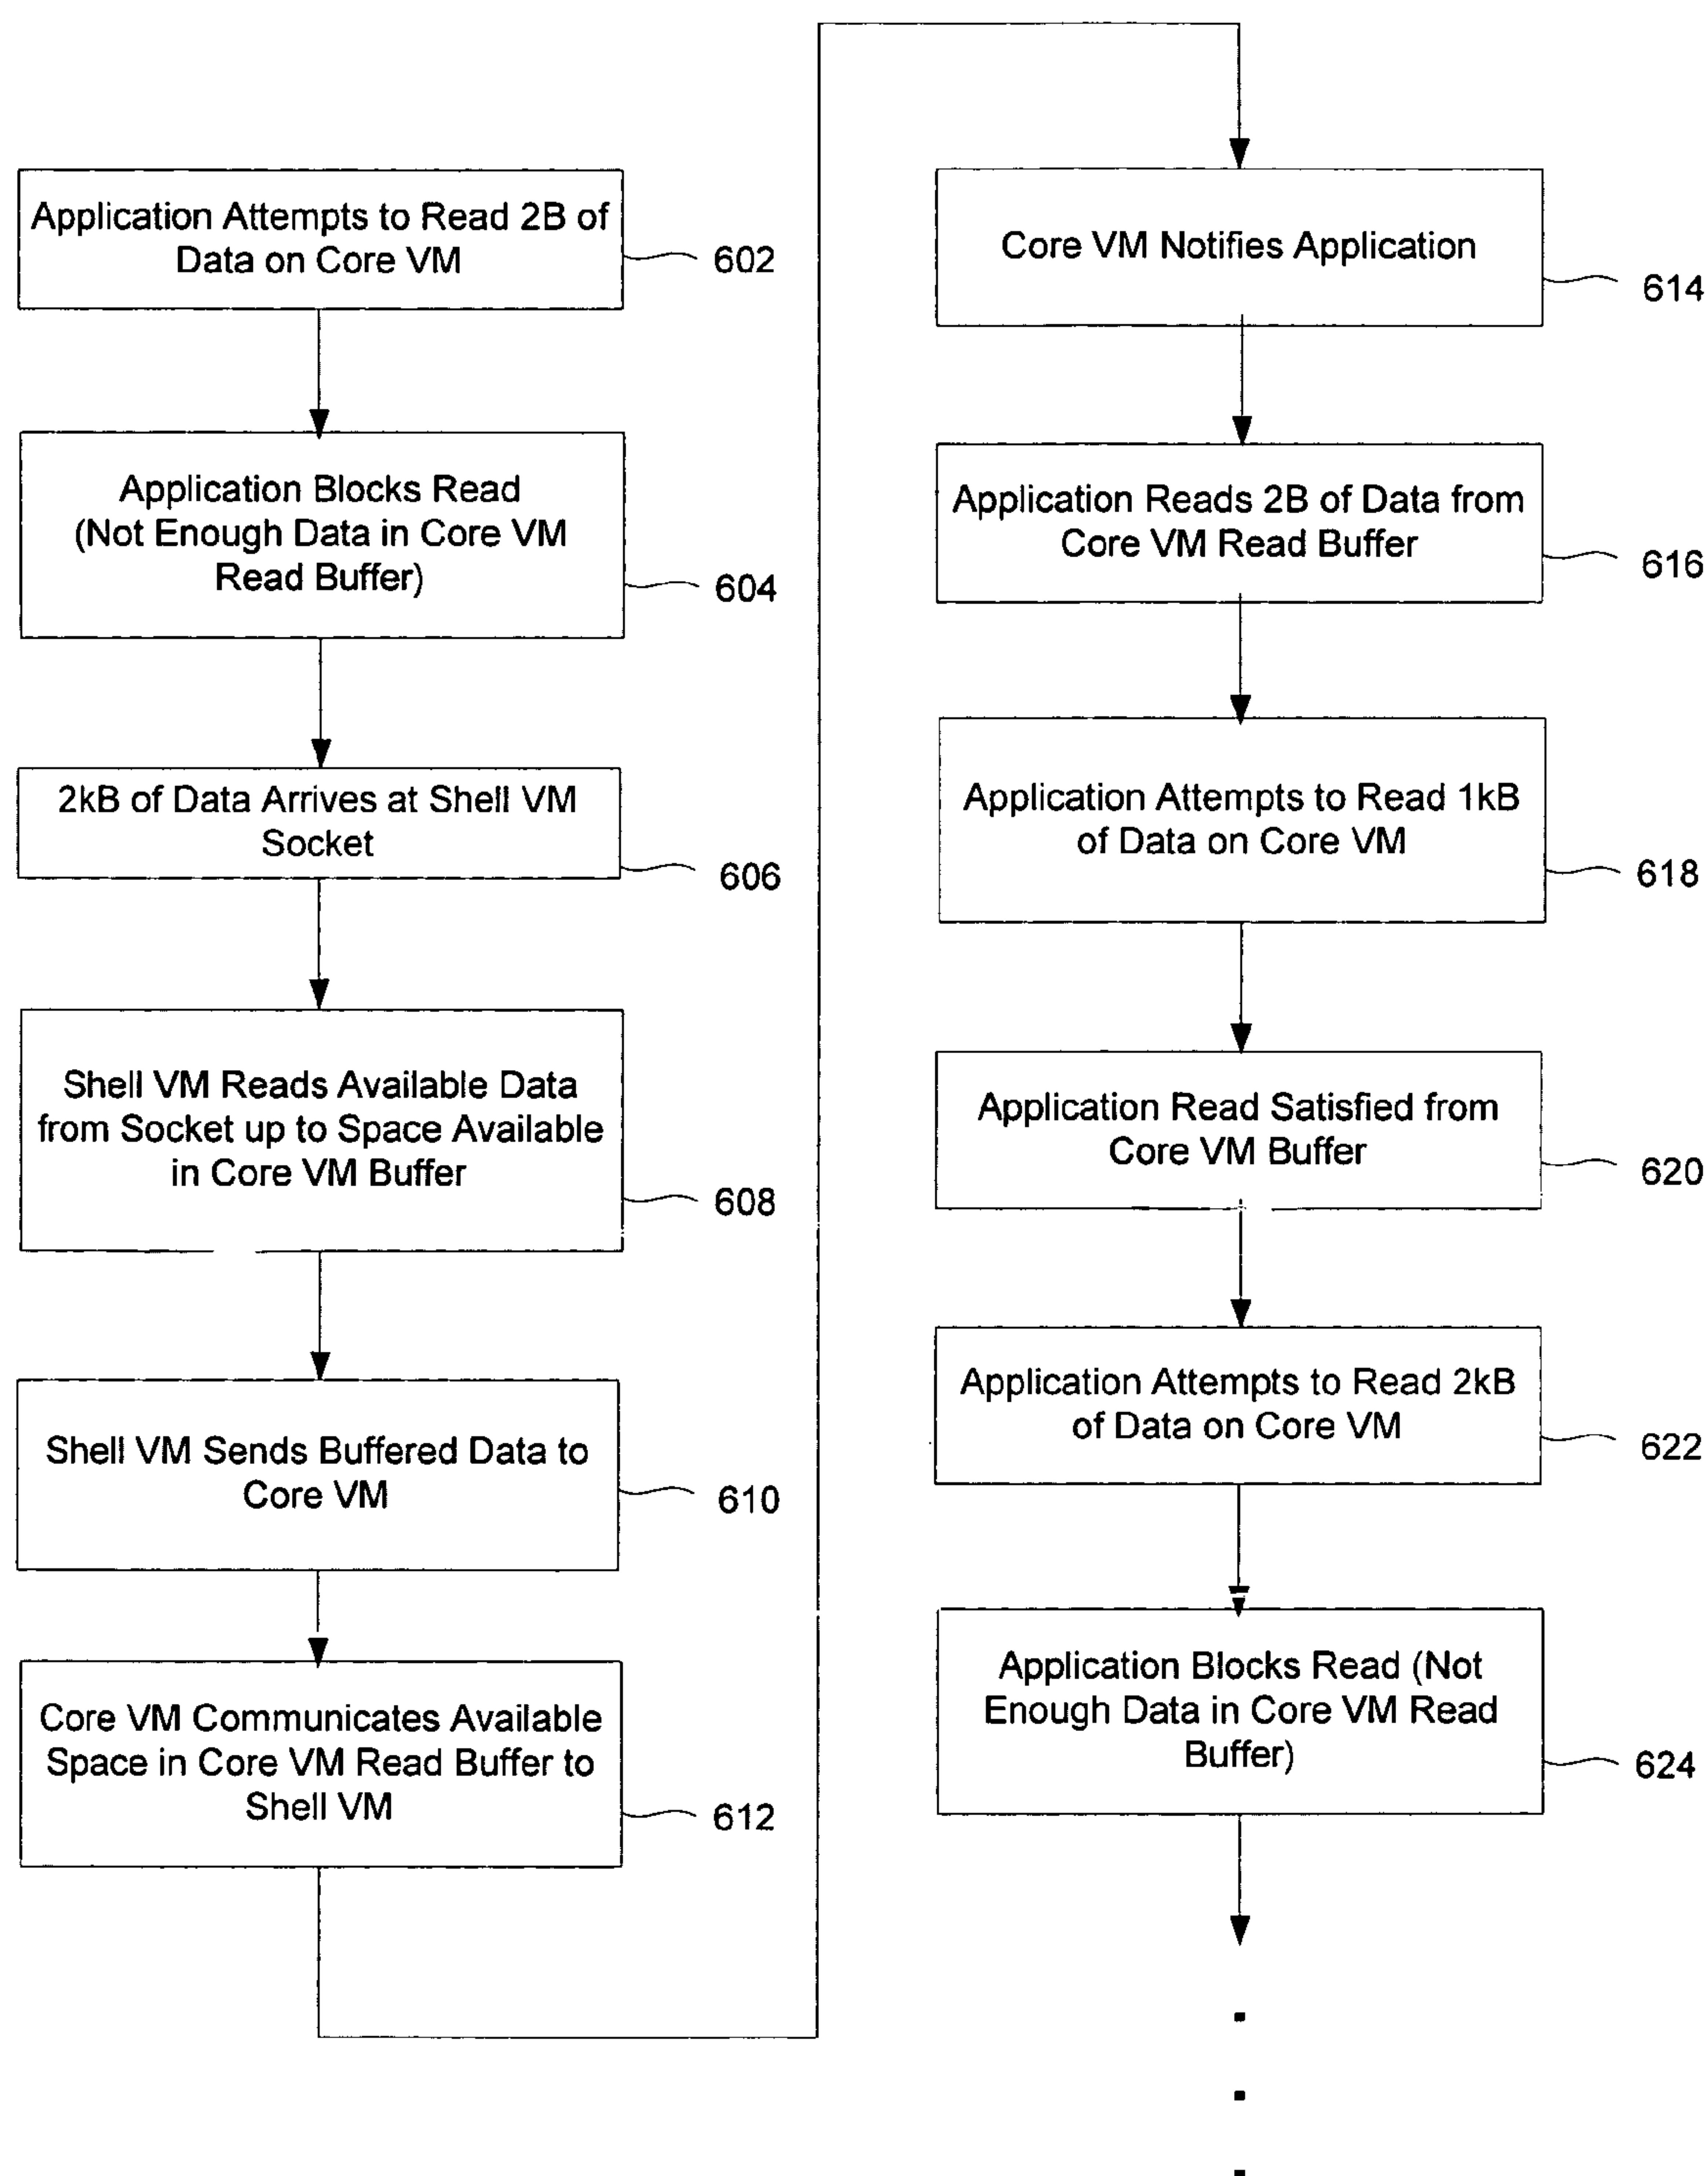 Application Attempts to Read 2B of
Data on Core VM
602
Application Blocks Read
(Not Enough Data in Core VM
Read Buffer)
604
2kB of Data Arrives at Shell VM
Socket
606
Shell VM Reads Available Data
from Socket up to Space Available
in Core VM Buffer
608
Shell VM Sends Buffered Data to
Core VM
610
Core VM Communicates Available
Space in Core VM Read Buffer to
Shell VM
612
Core VM Notifies Application
614
Application Reads 2B of Data from
Core VM Read Buffer
616
Application Attempts to Read 1kB
of Data on Core VM
618
Application Read Satisfied from
Core VM Buffer
620
Application Attempts to Read 2kB
of Data on Core VM
622
Application Blocks Read (Not
Enough Data in Core VM Read
Buffer)
624